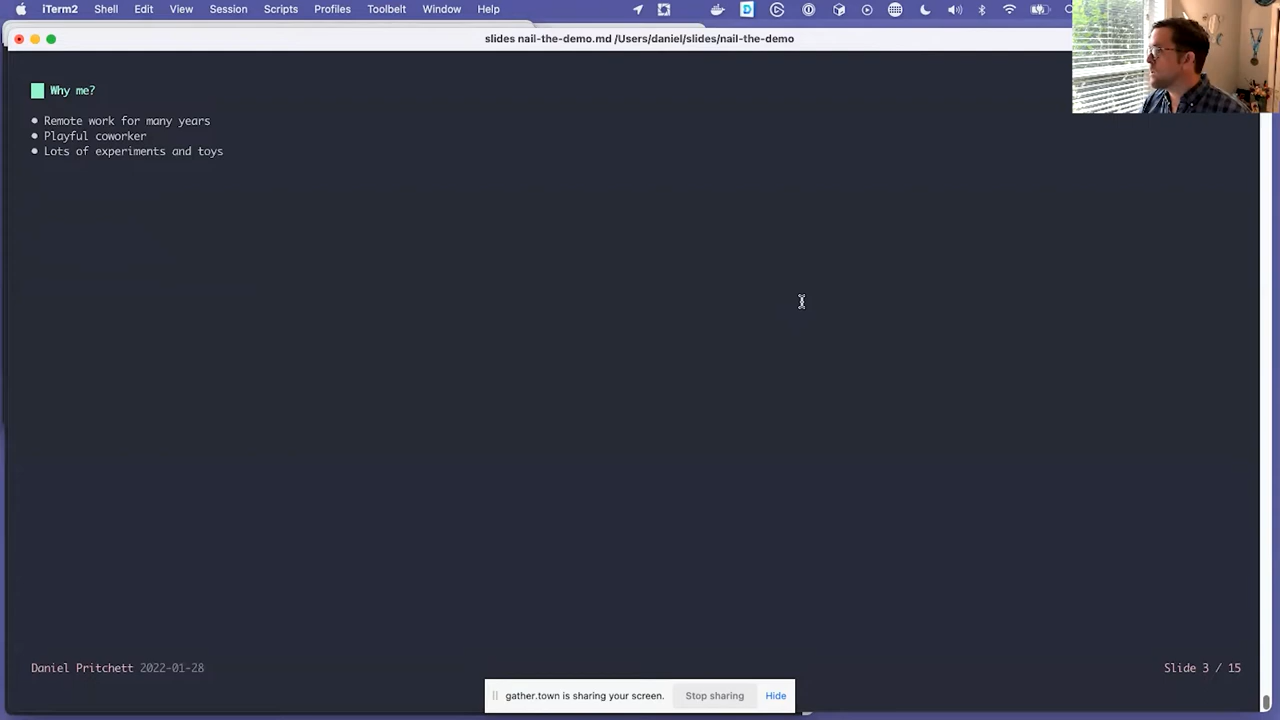 iTerm2 Shell Edit View Session Scripts Profiles Toolbelt Window Help
slides nail-the-demo.md /Users/daniel/slides/nail-the-demo
Why me?
● Remote work for many years
● Playful coworker
● Lots of experiments and toys
Daniel Pritchett 2022-01-28
Slide 3 / 15
gather.town is sharing your screen. Stop sharing Hide